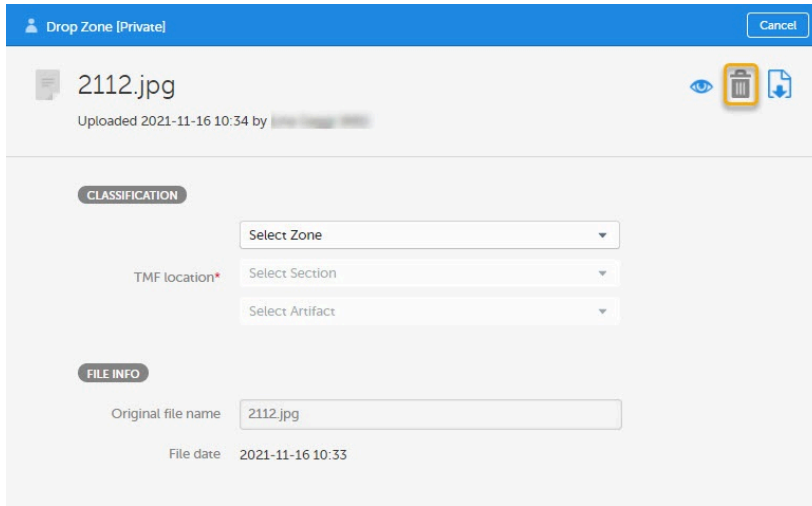 Drop Zone [Private]
Cancel
2112.jpg
Uploaded 2021-11-16 10:34 by
CLASSIFICATION
TMF location*
Select Zone
Select Section
Select Artifact
FILE INFO
Original file name 2112.jpg
File date 2021-11-16 10:33